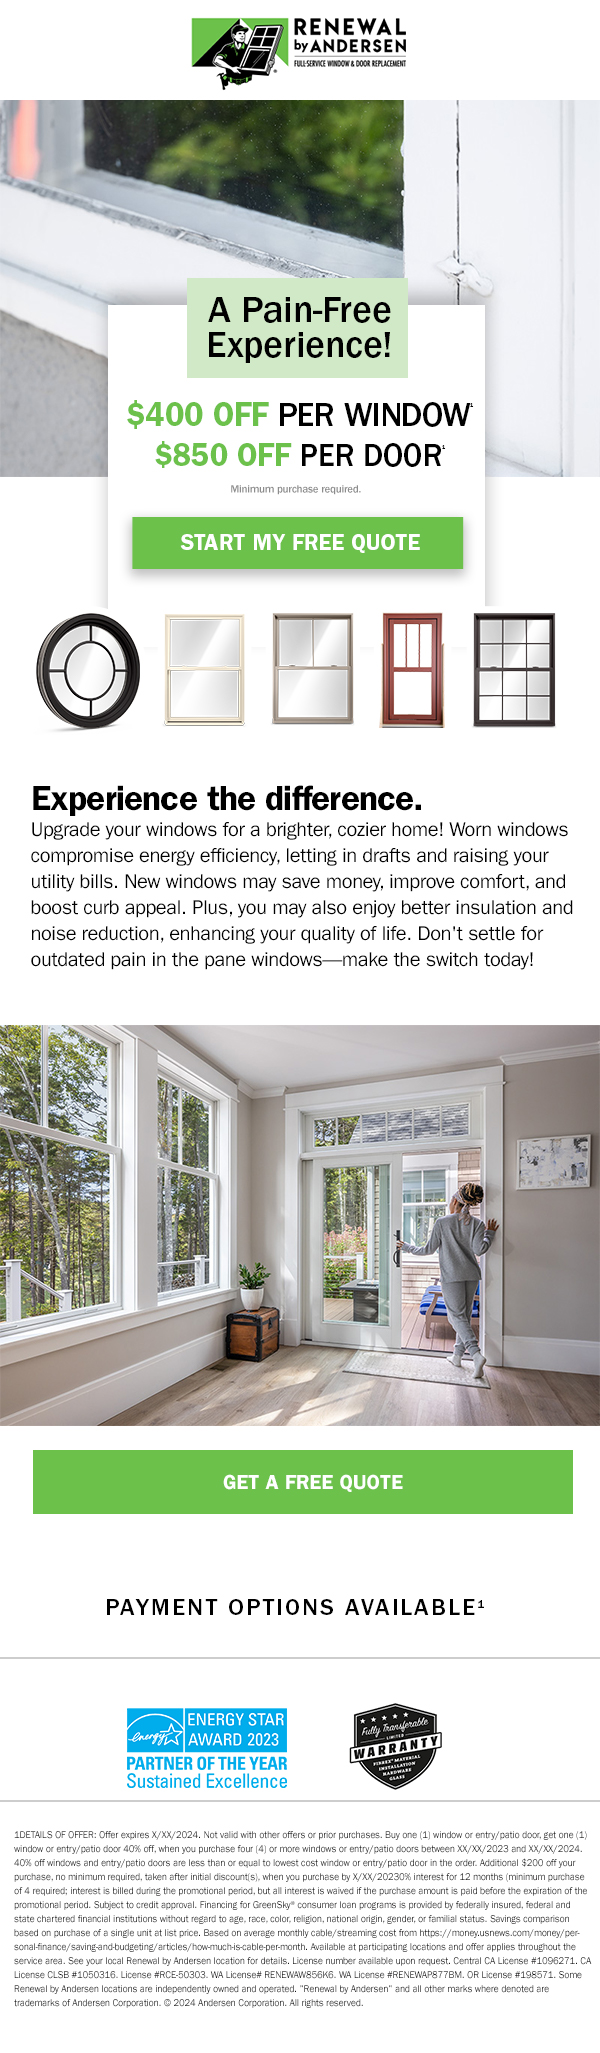 RENEWAL
by ANDERSEN
FULL-SERVICE WINDOW & DOOR REPLACEMENT
A Pain-Free
Experience!
$400 OFF PER WINDOW¹
$850 OFF PER DOOR¹
Minimum purchase required.
START MY FREE QUOTE
Experience the difference.
Upgrade your windows for a brighter, cozier home! Worn windows
compromise energy efficiency, letting in drafts and raising your
utility bills. New windows may save money, improve comfort, and
boost curb appeal. Plus, you may also enjoy better insulation and
noise reduction, enhancing your quality of life. Don't settle for
outdated pain in the pane windows—make the switch today!
GET A FREE QUOTE
PAYMENT OPTIONS AVAILABLE¹
energy
ENERGY STAR
AWARD 2023
PARTNER OF THE YEAR
Sustained Excellence
Fully Transferable
LIMITED
WARRANTY
FIBREX® MATERIAL
INSTALLATION
HARDWARE
GLASS
1DETAILS OF OFFER: Offer expires X/XX/2024. Not valid with other offers or prior purchases. Buy one (1) window or entry/patio door, get one (1)
window or entry/patio door 40% off, when you purchase four (4) or more windows or entry/patio doors between XX/XX/2023 and XX/XX/2024.
40% off windows and entry/patio doors are less than or equal to lowest cost window or entry/patio door in the order. Additional $200 off your
purchase, no minimum required, taken after initial discount(s), when you purchase by X/XX/20230% interest for 12 months (minimum purchase
of 4 required; interest is billed during the promotional period, but all interest is waived if the purchase amount is paid before the expiration of the
promotional period. Subject to credit approval. Financing for GreenSky® consumer loan programs is provided by federally insured, federal and
state chartered financial institutions without regard to age, race, color, religion, national origin, gender, or familial status. Savings comparison
based on purchase of a single unit at list price. Based on average monthly cable/streaming cost from https://money.usnews.com/money/per-
sonal-finance/saving-and-budgeting/articles/how-much-is-cable-per-month. Available at participating locations and offer applies throughout the
service area. See your local Renewal by Andersen location for details. License number available upon request. Central CA License #1096271. CA
License CLSB #1050316. License #RCE-50303. WA License# RENEWAW856K6. WA License #RENEWAP877BM. OR License #198571. Some
Renewal by Andersen locations are independently owned and operated. "Renewal by Andersen" and all other marks where denoted are
trademarks of Andersen Corporation. © 2024 Andersen Corporation. All rights reserved.